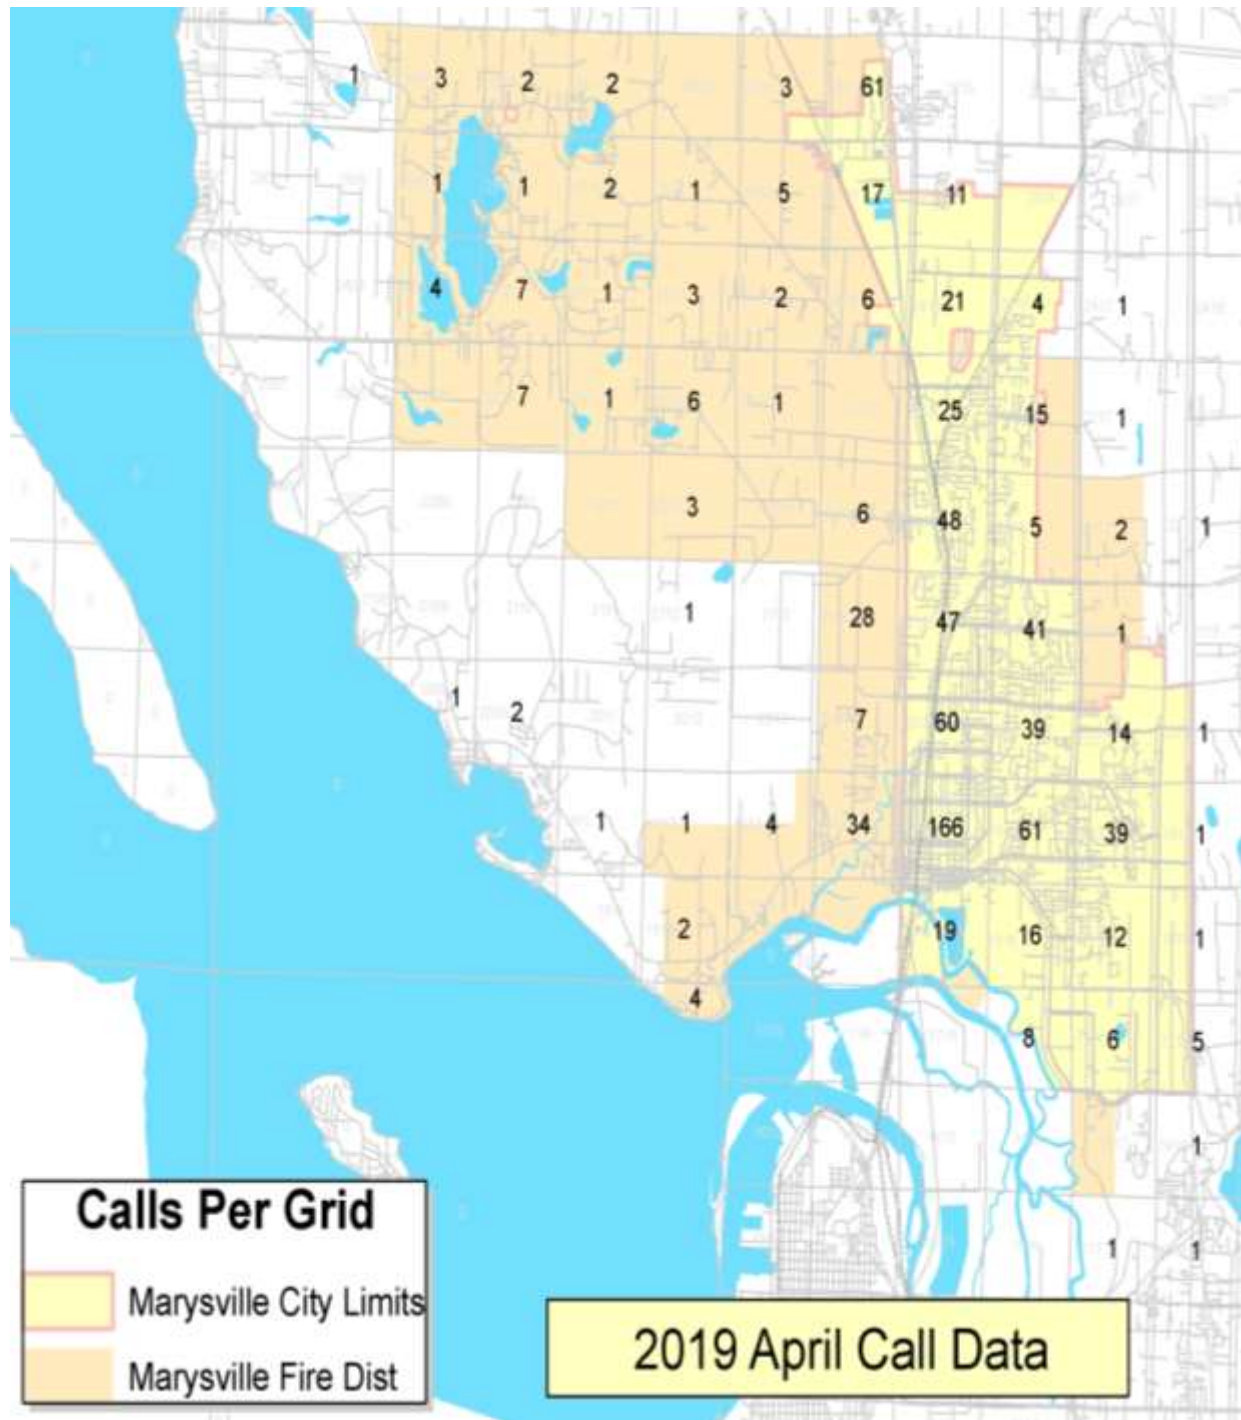 1 3 2 2 3 61
1 1 2 1 5 17 11
4 7 1 3 2 6 21 4 1
7 1 6 1 25 15 1
3 6 48 5 2 1
1 28 47 41 1
1 2 7 60 39 14 1
1 1 4 34 166 61 39 1
2 19 16 12 1
4 8 6 5
1
1 1
Calls Per Grid
Marysville City Limits
Marysville Fire Dist
2019 April Call Data